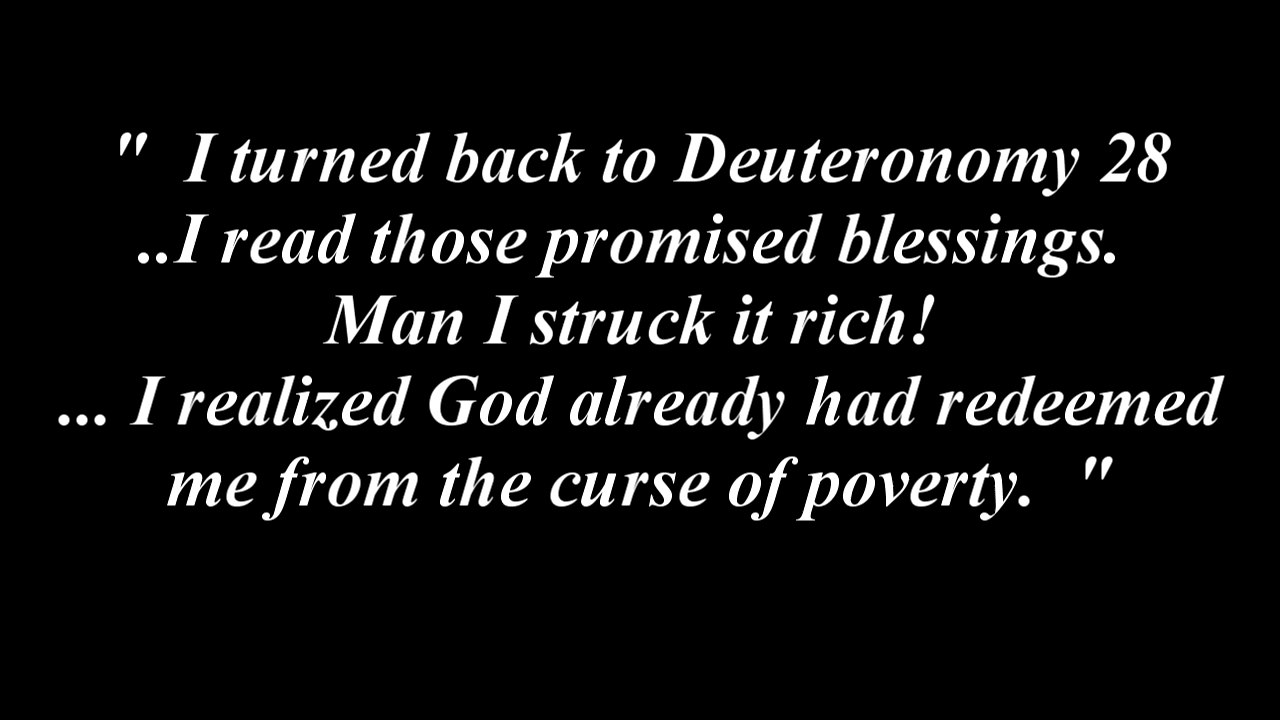 "  I turned back to Deuteronomy 28
..I read those promised blessings.
Man I struck it rich!
... I realized God already had redeemed
me from the curse of poverty.  "